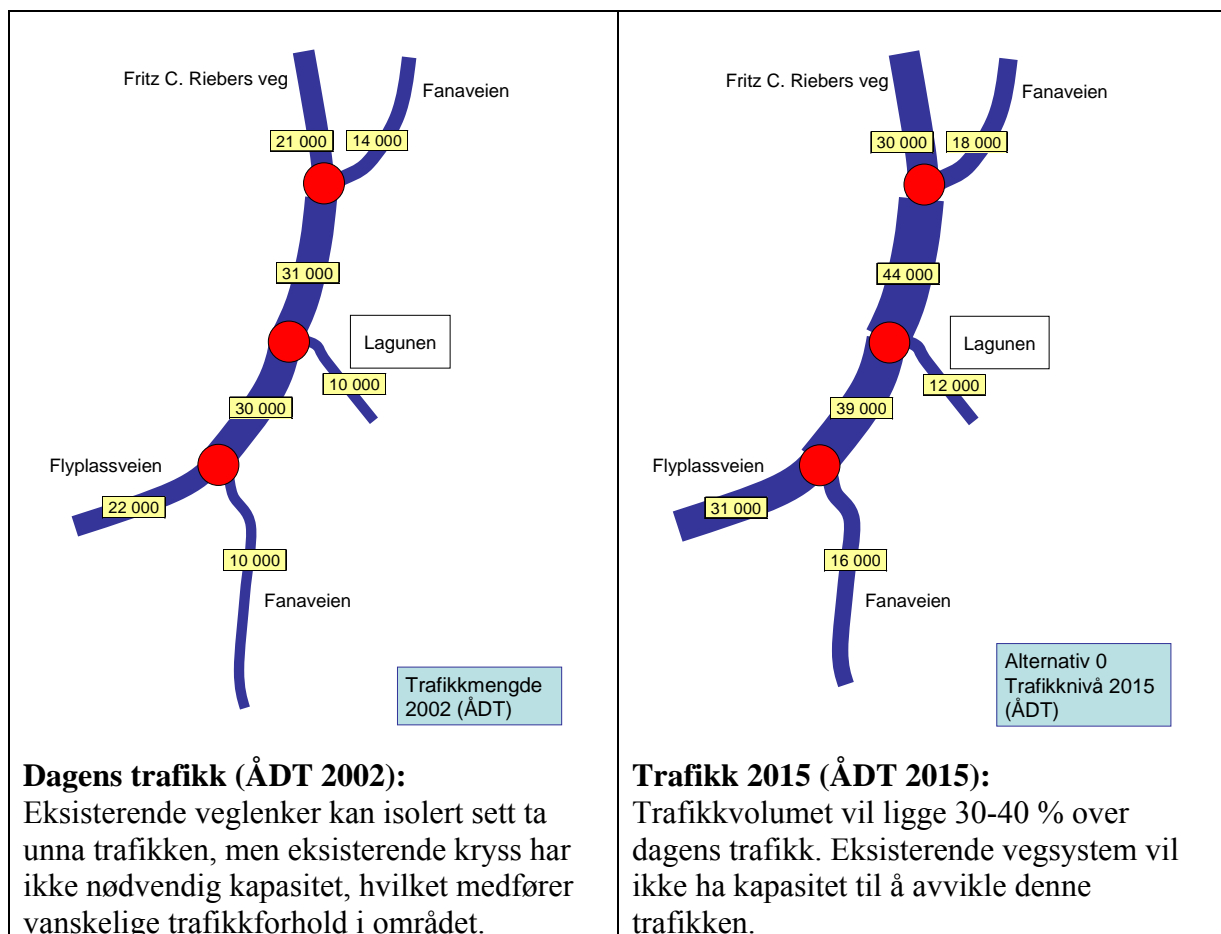 Fritz C. Riebers veg
Fanaveien
21 000
14 000
31 000
Lagunen
10 000
30 000
Flyplassveien
22 000
10 000
Fanaveien
Trafikkmengde
2002 (ÅDT)
Dagens trafikk (ÅDT 2002):
Eksisterende veglenker kan isolert sett ta
unna trafikken, men eksisterende kryss har
ikke nødvendig kapasitet, hvilket medfører
vanskelige trafikkforhold i området.
Fritz C. Riebers veg
Fanaveien
30 000
18 000
44 000
Lagunen
12 000
39 000
Flyplassveien
31 000
16 000
Fanaveien
Alternativ 0
Trafikknivå 2015
(ÅDT)
Trafikk 2015 (ÅDT 2015):
Trafikkvolumet vil ligge 30-40 % over
dagens trafikk. Eksisterende vegsystem vil
ikke ha kapasitet til å avvikle denne
trafikken.